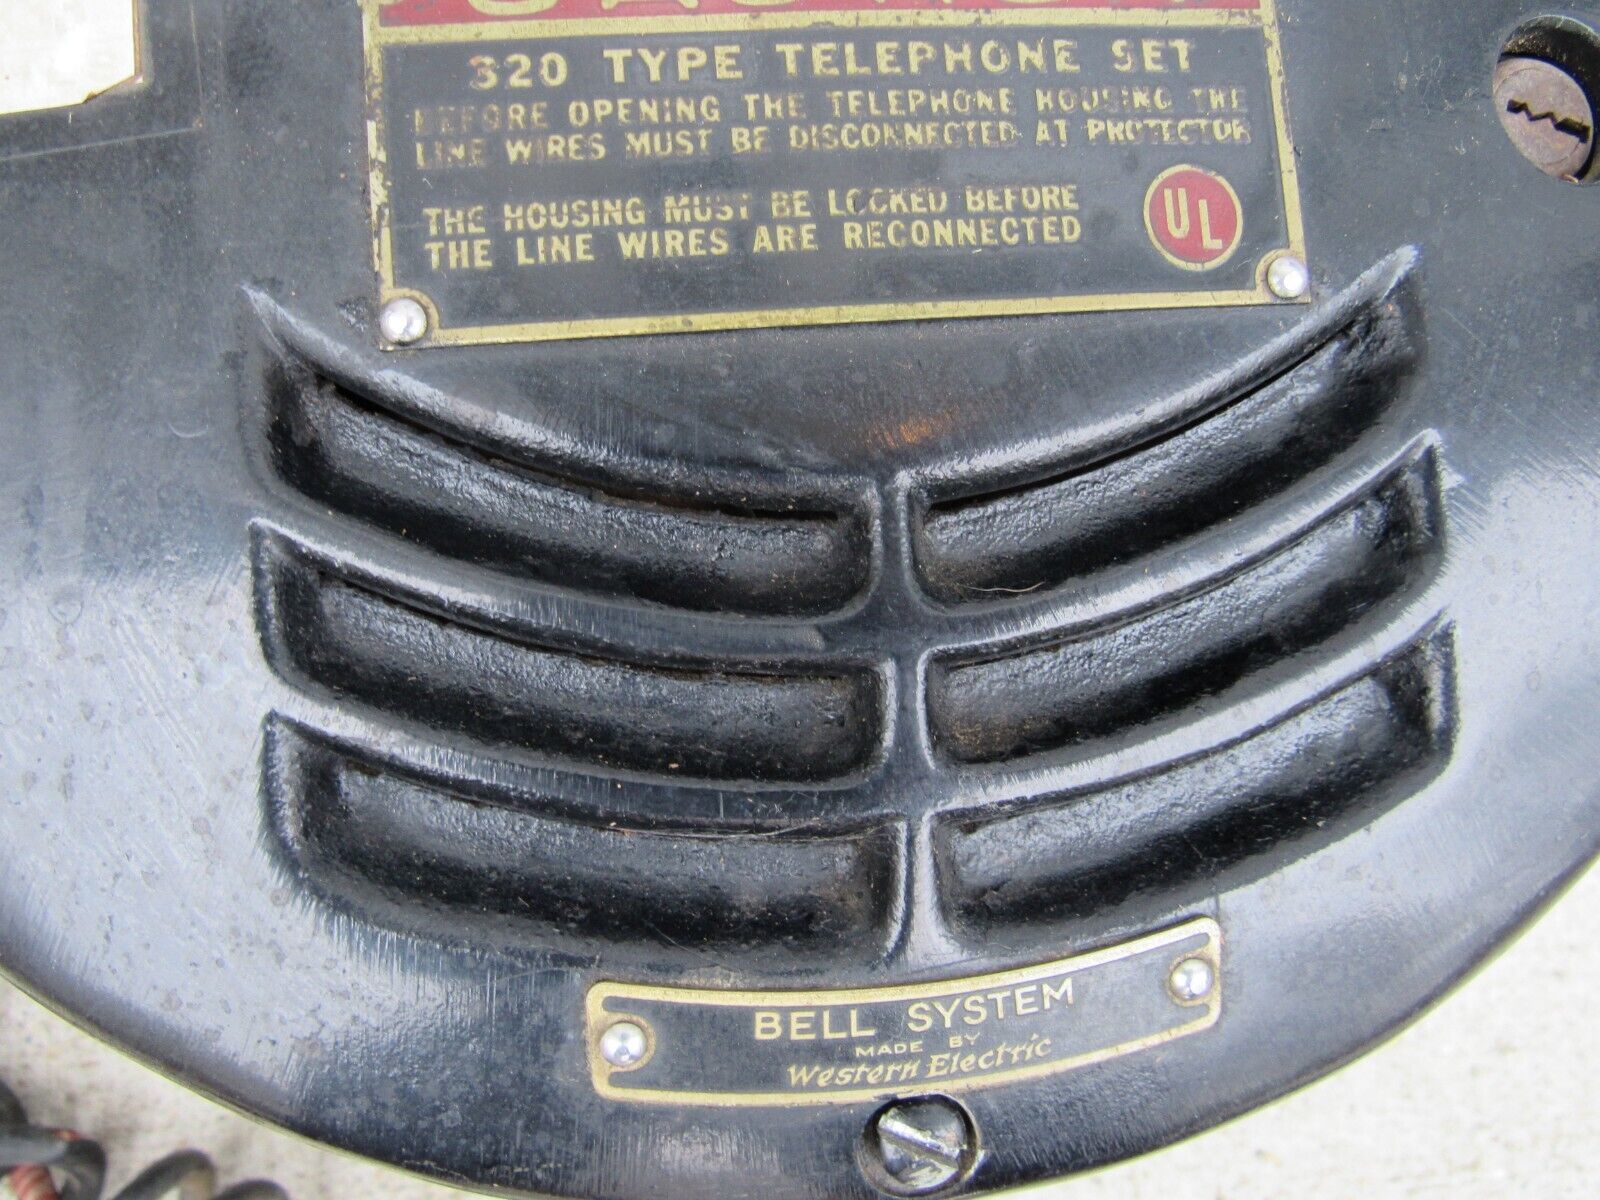 320 TYPE TELEPHONE SET
BEFORE OPENING THE TELEPHONE HOUSING THE
LINE WIRES MUST BE DISCONNECTED AT PROTECTOR
THE HOUSING MUST BE LOCKED BEFORE
THE LINE WIRES ARE RECONNECTED
UL
BELL SYSTEM
MADE BY
Western Electric